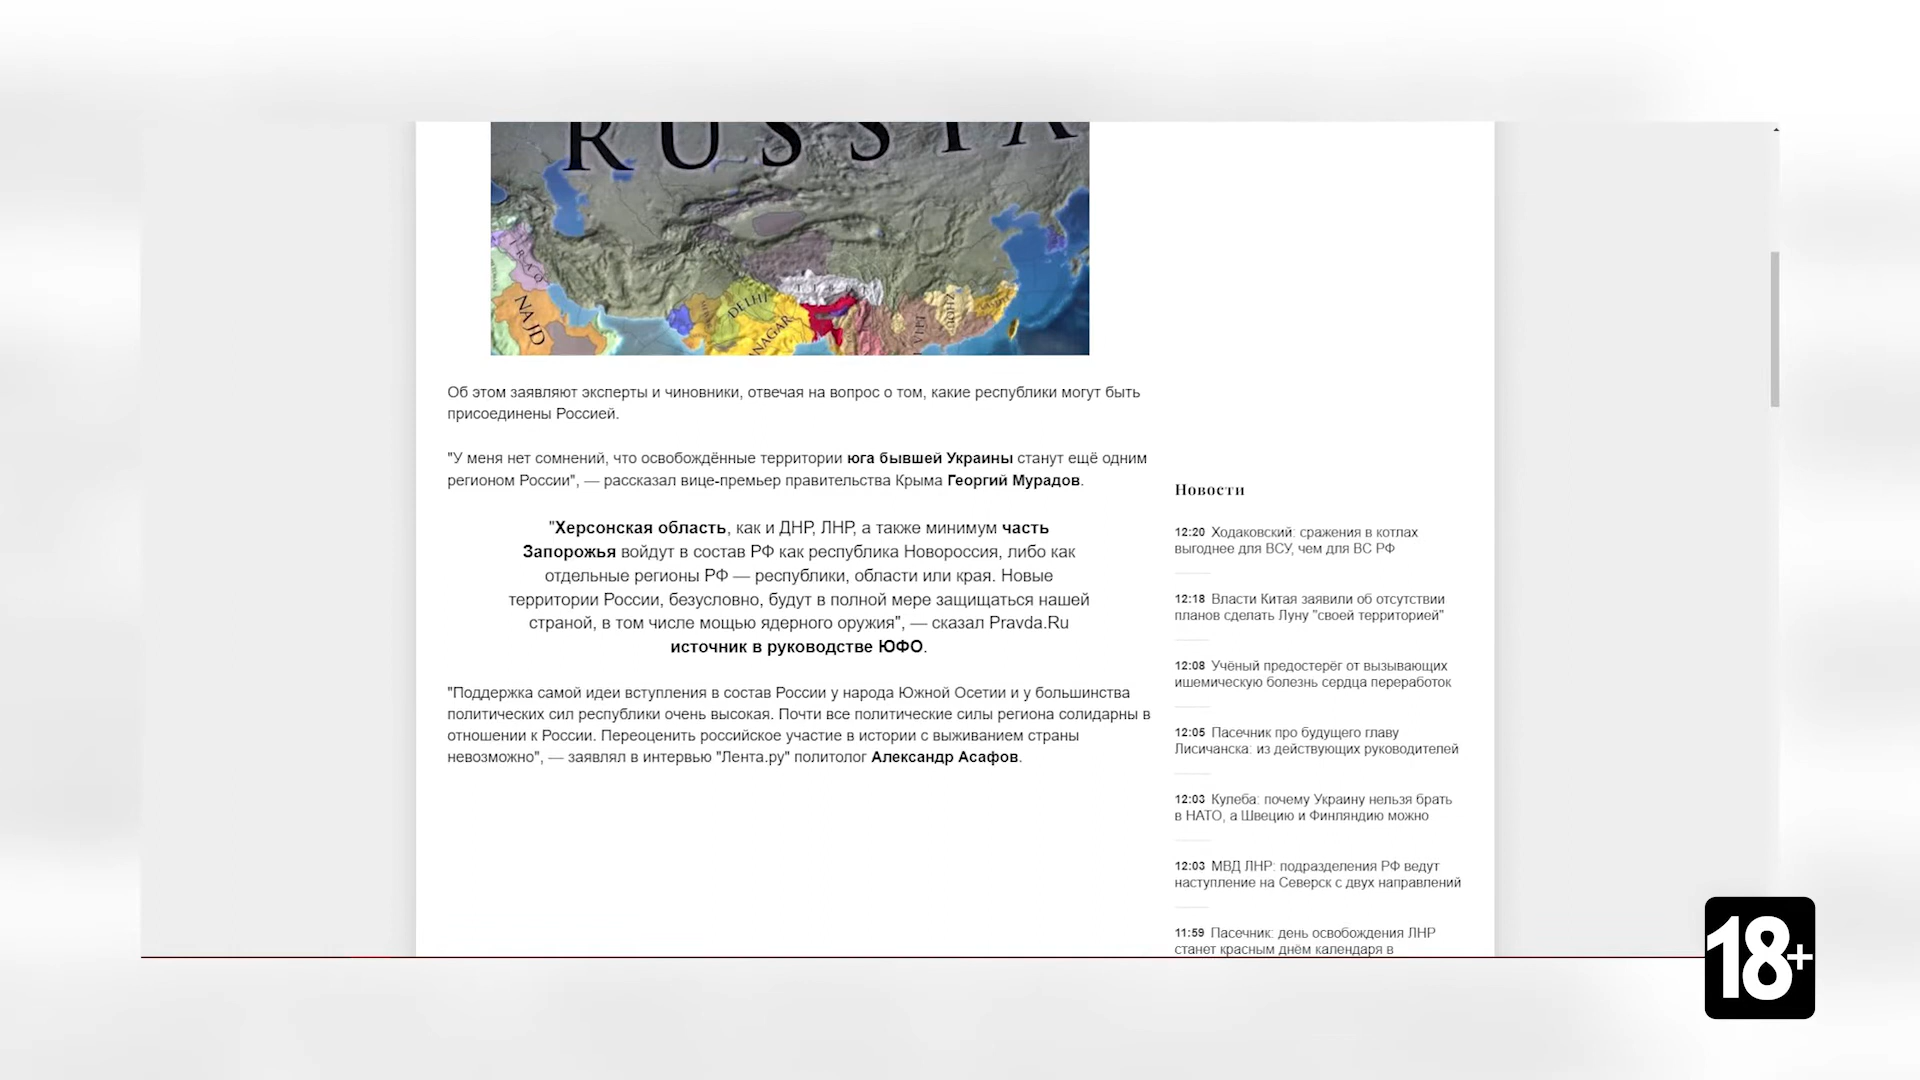 RUSSIA
IRAQ
NAJD
DELHI
NAGAR
Об этом заявляют эксперты и чиновники, отвечая на вопрос о том, какие республики могут быть
присоединены Россией.
"У меня нет сомнений, что освобождённые территории юга бывшей Украины станут ещё одним
регионом России", — рассказал вице-премьер правительства Крыма Георгий Мурадов.
"Херсонская область, как и ДНР, ЛНР, а также минимум часть
Запорожья войдут в состав РФ как республика Новороссия, либо как
отдельные регионы РФ — республики, области или края. Новые
территории России, безусловно, будут в полной мере защищаться нашей
страной, в том числе мощью ядерного оружия", — сказал Pravda.Ru
источник в руководстве ЮФО.
"Поддержка самой идеи вступления в состав России у народа Южной Осетии и у большинства
политических сил республики очень высокая. Почти все политические силы региона солидарны в
отношении к России. Переоценить российское участие в истории с выживанием страны
невозможно", — заявлял в интервью "Лента.ру" политолог Александр Асафов.
Новости
12:20 Ходаковский: сражения в котлах
выгоднее для ВСУ, чем для ВС РФ
12:18 Власти Китая заявили об отсутствии
планов сделать Луну "своей территорией"
12:08 Учёный предостерёг от вызывающих
ишемическую болезнь сердца переработок
12:05 Пасечник про будущего главу
Лисичанска: из действующих руководителей
12:03 Кулеба: почему Украину нельзя брать
в НАТО, а Швецию и Финляндию можно
12:03 МВД ЛНР: подразделения РФ ведут
наступление на Северск с двух направлений
11:59 Пасечник: день освобождения ЛНР
станет красным днём календаря в
18+